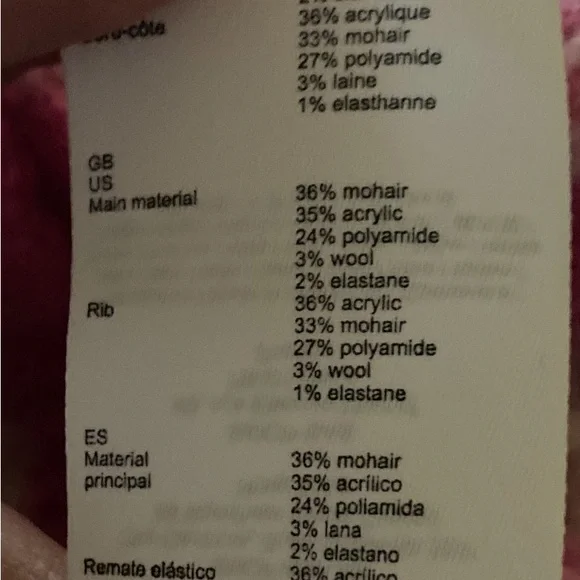 36% acrylique
33% mohair
27% polyamide
3% laine
1% elasthanne
GB
US
Main material 36% mohair
35% acrylic
24% polyamide
3% wool
2% elastane
Rib 36% acrylic
33% mohair
27% polyamide
3% wool
1% elastane
ES
Material 36% mohair
principal 35% acrílico
24% poliamida
3% lana
2% elastano
Remate elástico 36% acrílico